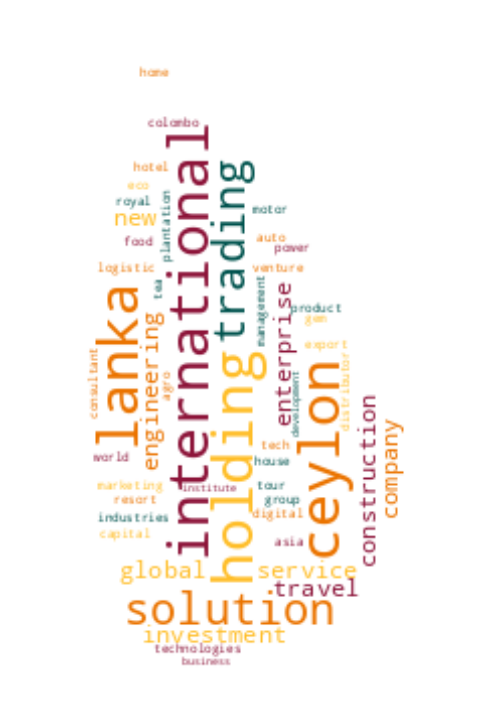 home
colombo
international
hotel
trading
eco
plantation
royal
motor
new
food
auto
power
logistic
venture
tea
management
lanka
enterprise
product
gem
engineering
export
consultant
agro
holding
development
distributor
ceylon
construction
company
tech
world
house
marketing
institute
tour
resort
group
industries
digital
capital
asia
global
service
travel
solution
investment
technologies
business